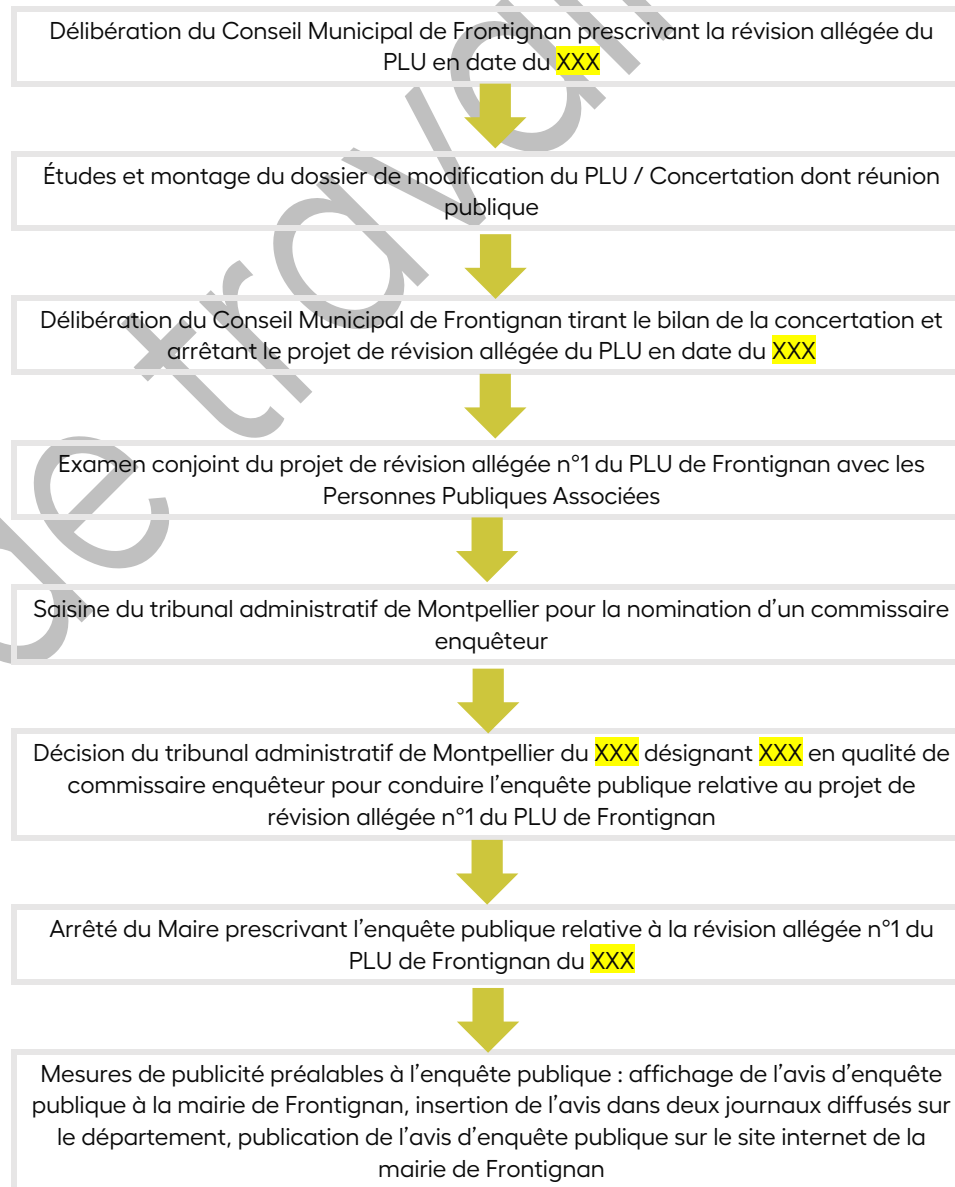 Délibération du Conseil Municipal de Frontignan prescrivant la révision allégée du
PLU en date du XXX
Études et montage du dossier de modification du PLU / Concertation dont réunion
publique
Délibération du Conseil Municipal de Frontignan tirant le bilan de la concertation et
arrêtant le projet de révision allégée du PLU en date du XXX
Examen conjoint du projet de révision allégée n°1 du PLU de Frontignan avec les
Personnes Publiques Associées
Saisine du tribunal administratif de Montpellier pour la nomination d'un commissaire
enquêteur
Décision du tribunal administratif de Montpellier du XXX désignant XXX en qualité de
commissaire enquêteur pour conduire l'enquête publique relative au projet de
révision allégée n°1 du PLU de Frontignan
Arrêté du Maire prescrivant l'enquête publique relative à la révision allégée n°1 du
PLU de Frontignan du XXX
Mesures de publicité préalables à l'enquête publique : affichage de l'avis d'enquête
publique à la mairie de Frontignan, insertion de l'avis dans deux journaux diffusés sur
le département, publication de l'avis d'enquête publique sur le site internet de la
mairie de Frontignan
de travail